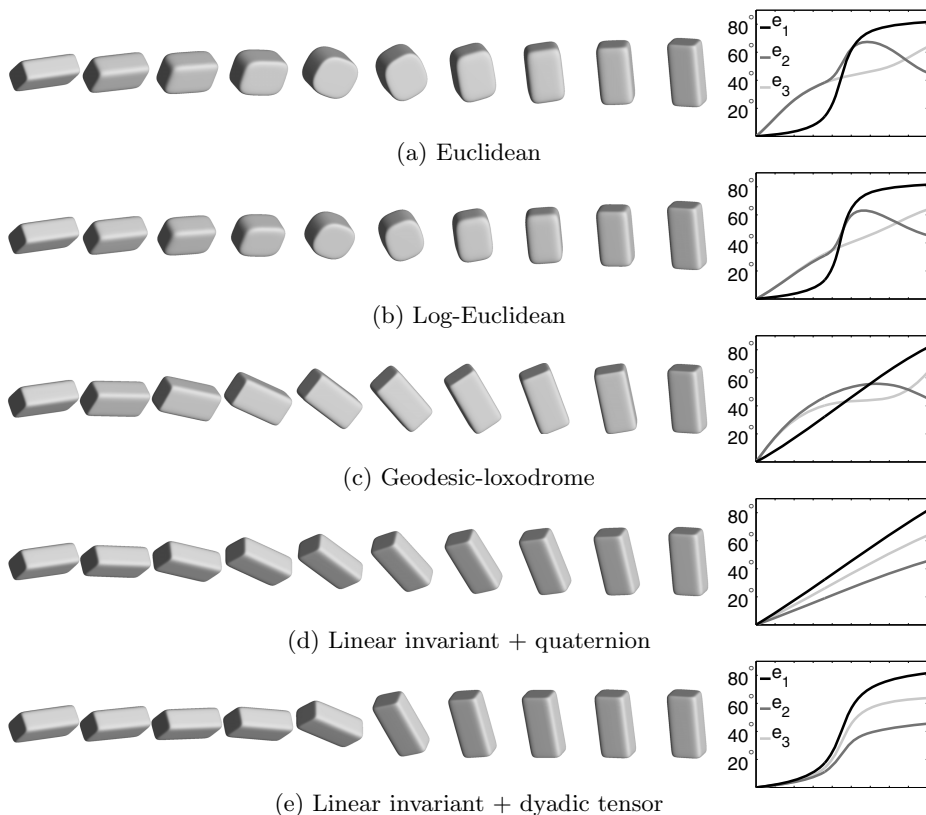 80°
60°
40°
20°
e1
e2
e3
(a) Euclidean
80°
60°
40°
20°
(b) Log-Euclidean
80°
60°
40°
20°
(c) Geodesic-loxodrome
80°
60°
40°
20°
(d) Linear invariant + quaternion
80°
60°
40°
20°
e1
e2
e3
(e) Linear invariant + dyadic tensor